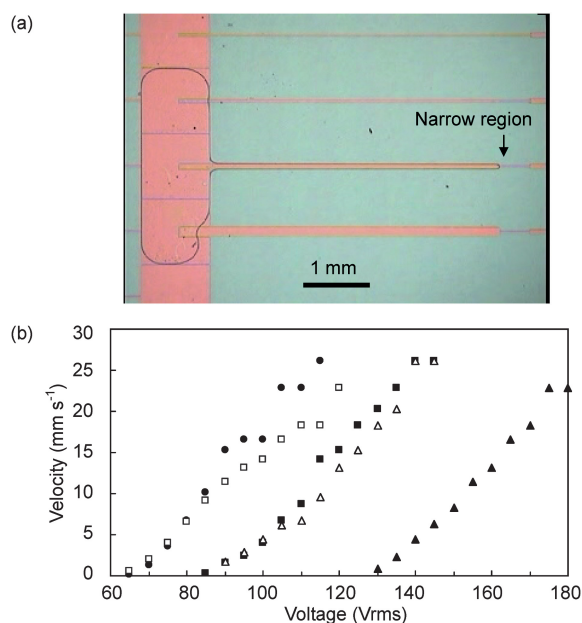 (a)
Narrow region
1 mm
(b)
30
25
20
15
10
5
0
Velocity (mm s⁻¹)
60 80 100 120 140 160 180
Voltage (Vrms)